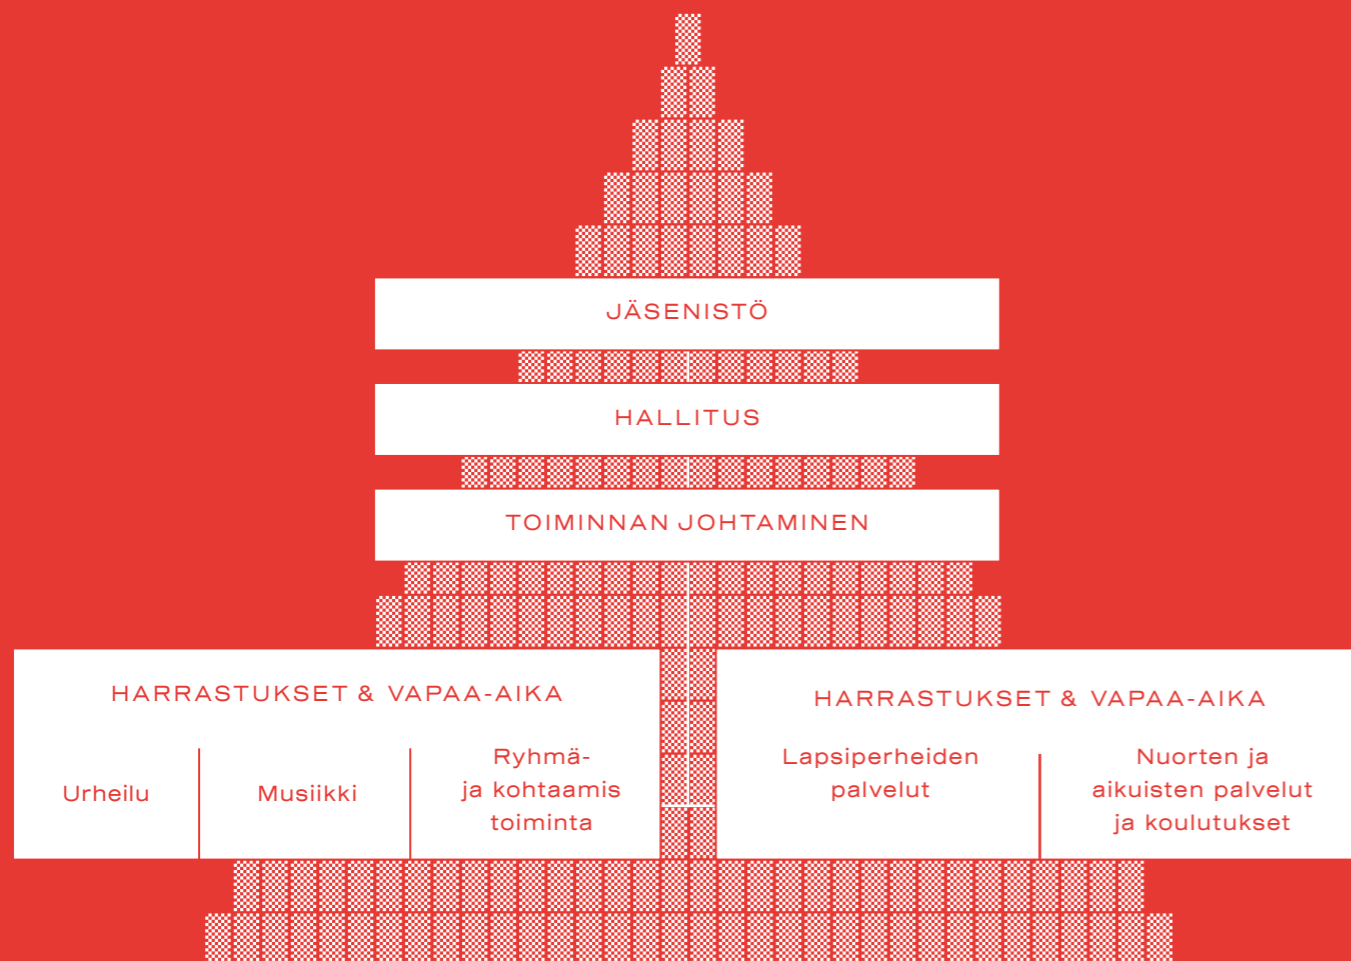 JÄSENISTÖ
HALLITUS
TOIMINNAN JOHTAMINEN
HARRASTUKSET & VAPAA-AIKA
Urheilu
Musiikki
Ryhmä-
ja kohtaamis
toiminta
HARRASTUKSET & VAPAA-AIKA
Lapsiperheiden
palvelut
Nuorten ja
aikuisten palvelut
ja koulutukset